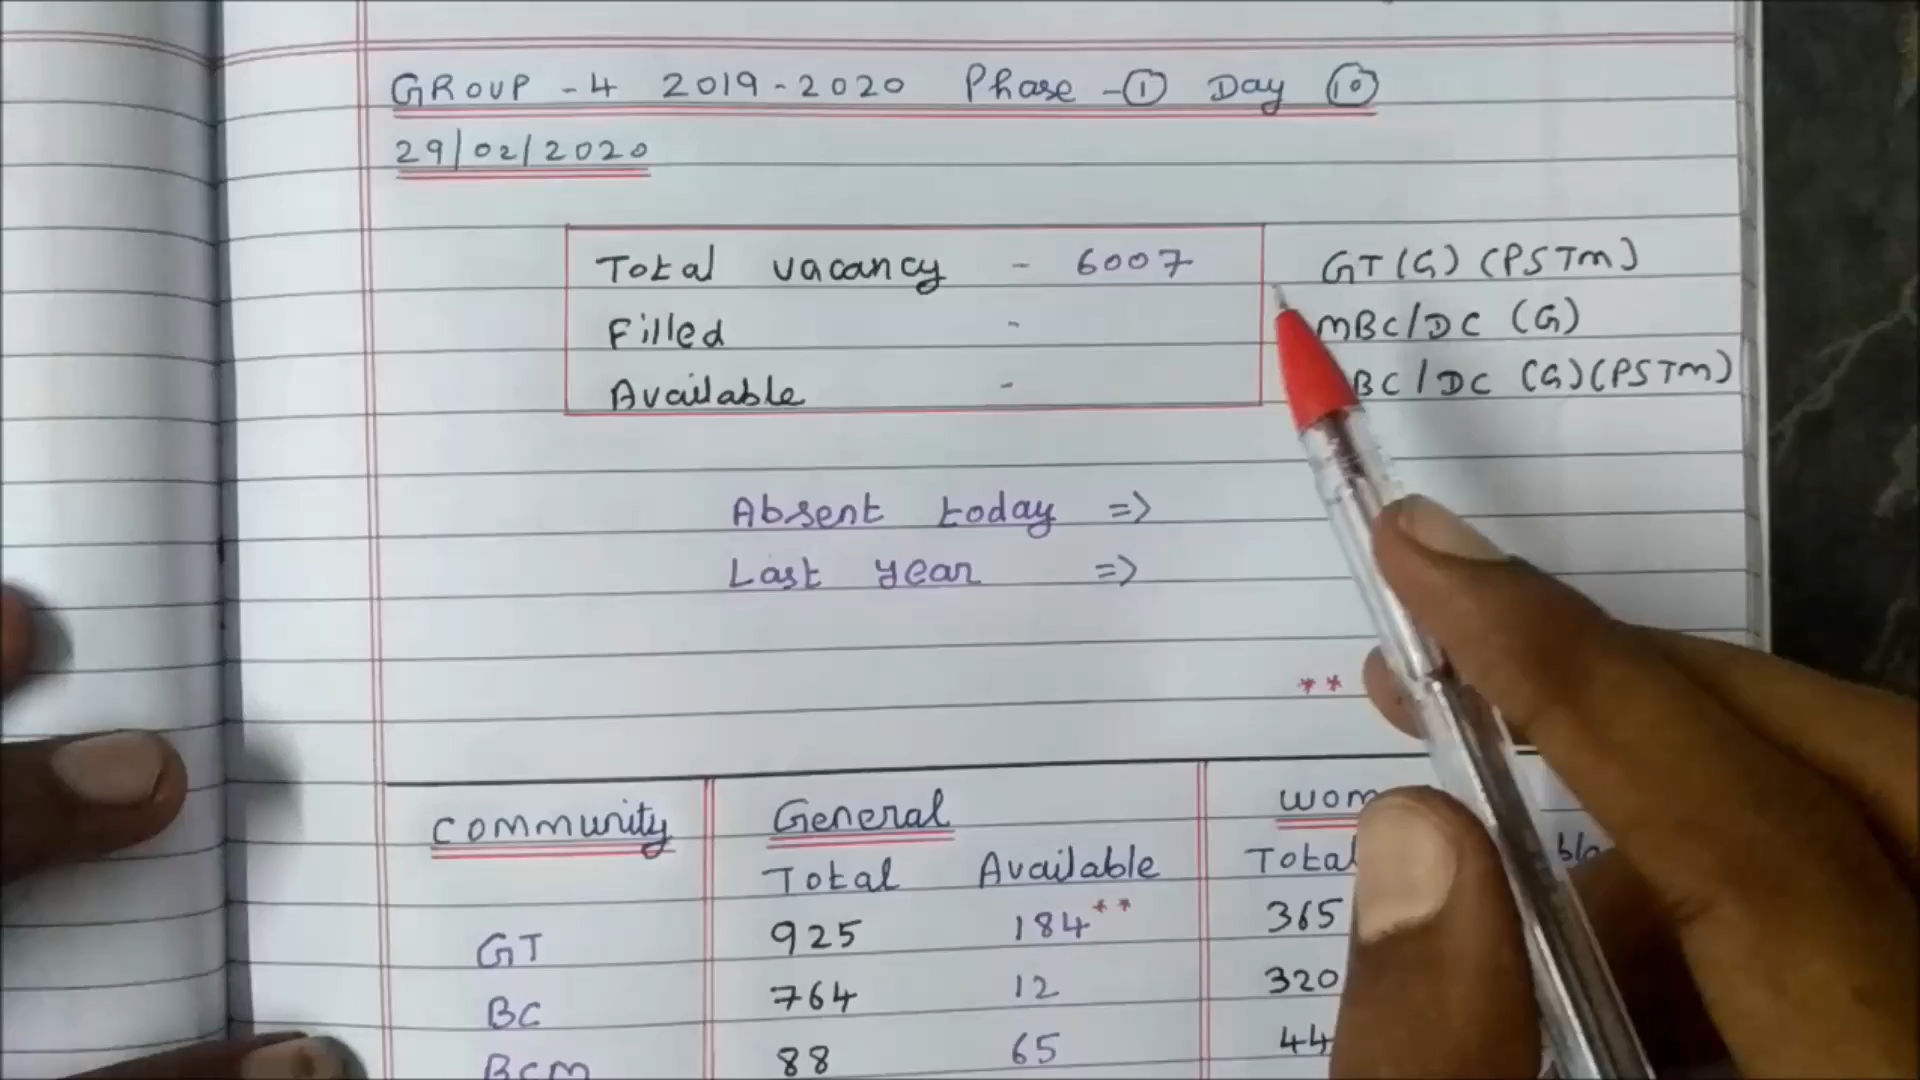 GROUP - 4 2019-2020 Phase - ① Day ⑩
29/02/2020
Total vacancy - 6007
Filled -
Available -
GT (G) (PSTM)
MBC/DC (G)
BC/DC (G) (PSTM)
Absent today =>
Last year =>
**
Community General
Total Available Total
GT 925 184** 365
BC 764 12 320
BCM 88 65 44